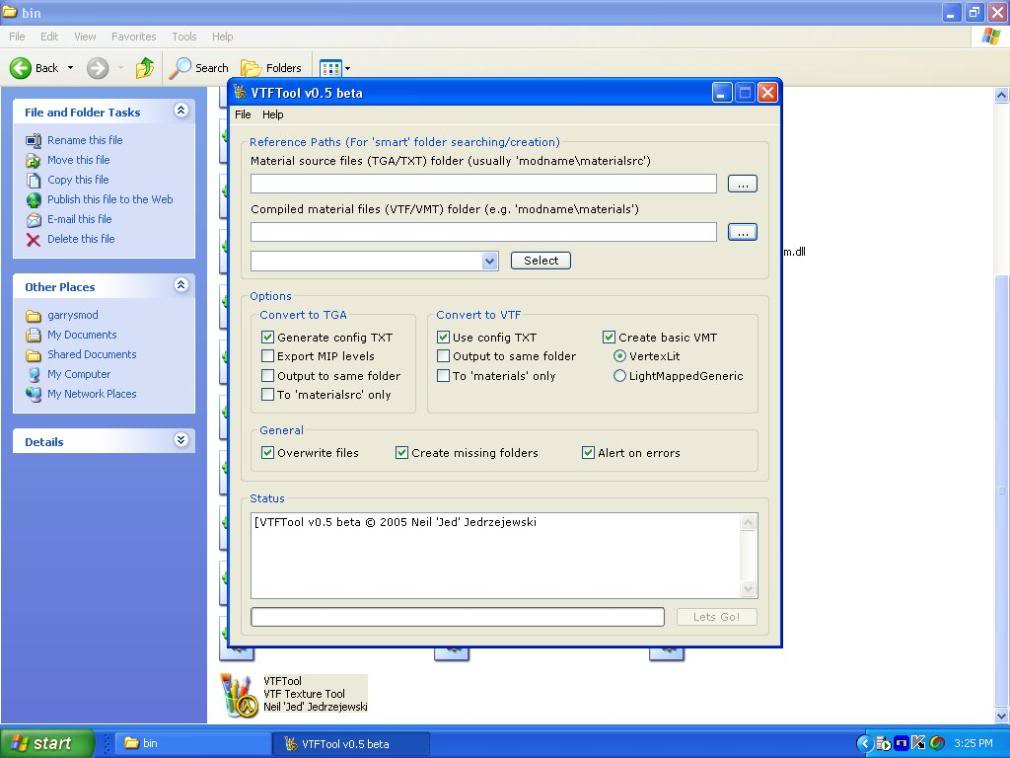 bin
File Edit View Favorites Tools Help
Back Search Folders
File and Folder Tasks
Rename this file
Move this file
Copy this file
Publish this file to the Web
E-mail this file
Delete this file
Other Places
garrysmod
My Documents
Shared Documents
My Computer
My Network Places
Details
m.dll
VTFTool v0.5 beta
File Help
Reference Paths (For 'smart' folder searching/creation)
Material source files (TGA/TXT) folder (usually 'modname\materialsrc')
...
Compiled material files (VTF/VMT) folder (e.g. 'modname\materials')
...
Select
Options
Convert to TGA
Generate config TXT
Export MIP levels
Output to same folder
To 'materialsrc' only
Convert to VTF
Use config TXT
Output to same folder
To 'materials' only
Create basic VMT
VertexLit
LightMappedGeneric
General
Overwrite files Create missing folders Alert on errors
Status
[VTFTool v0.5 beta © 2005 Neil 'Jed' Jedrzejewski
Lets Go!
VTFTool
VTF Texture Tool
Neil 'Jed' Jedrzejewski
start bin VTFTool v0.5 beta 3:25 PM